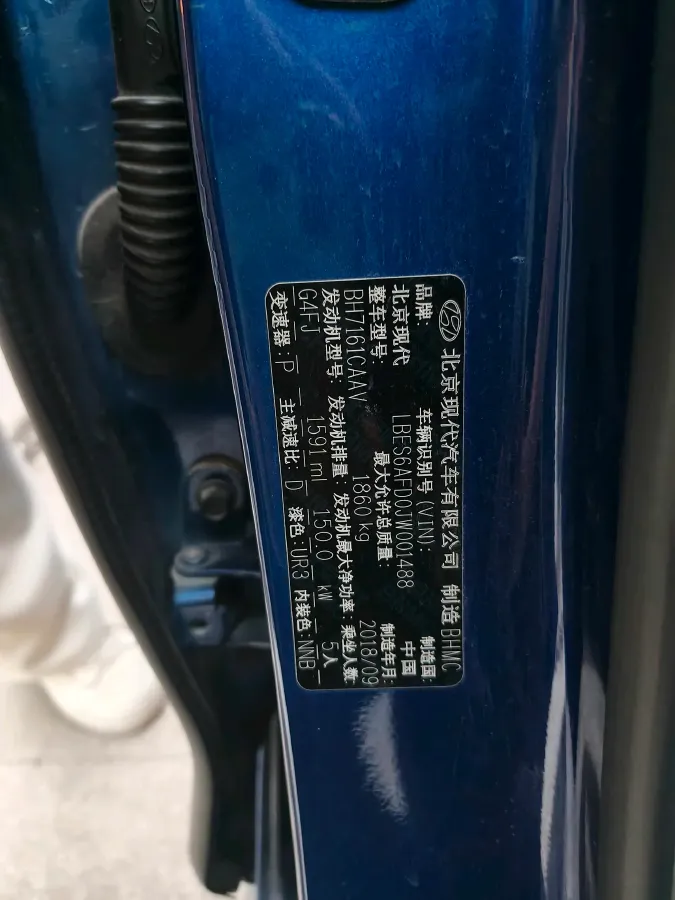 北京现代汽车有限公司 制造 BHMC
品牌: 车辆识别号 (VIN): 制造国:
北京现代 LBES6AFD0JW001488 中国
整车型号: 最大允许总质量: 制造年月:
BH7161CAAV 1860 kg 2018/09
发动机型号: 发动机排量: 发动机最大净功率: 乘坐人数
G4FJ 1591 ml 150.0 kW 5人
变速器: P 主减速比: D 漆色: UR3 内装色: NNB